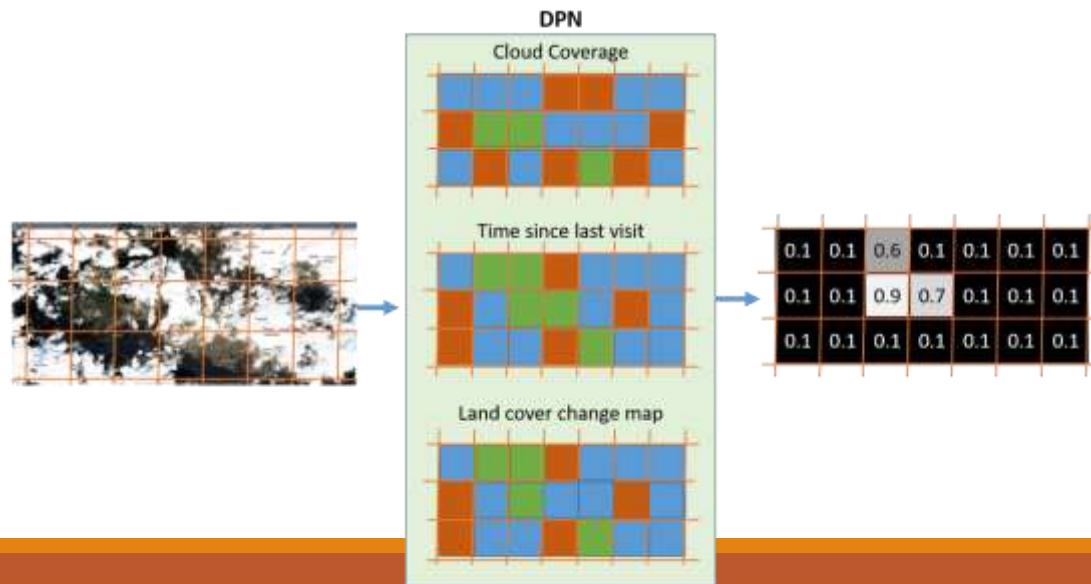 DPN
Cloud Coverage
Time since last visit
Land cover change map
0.1 0.1 0.6 0.1 0.1 0.1 0.1
0.1 0.1 0.9 0.7 0.1 0.1 0.1
0.1 0.1 0.1 0.1 0.1 0.1 0.1